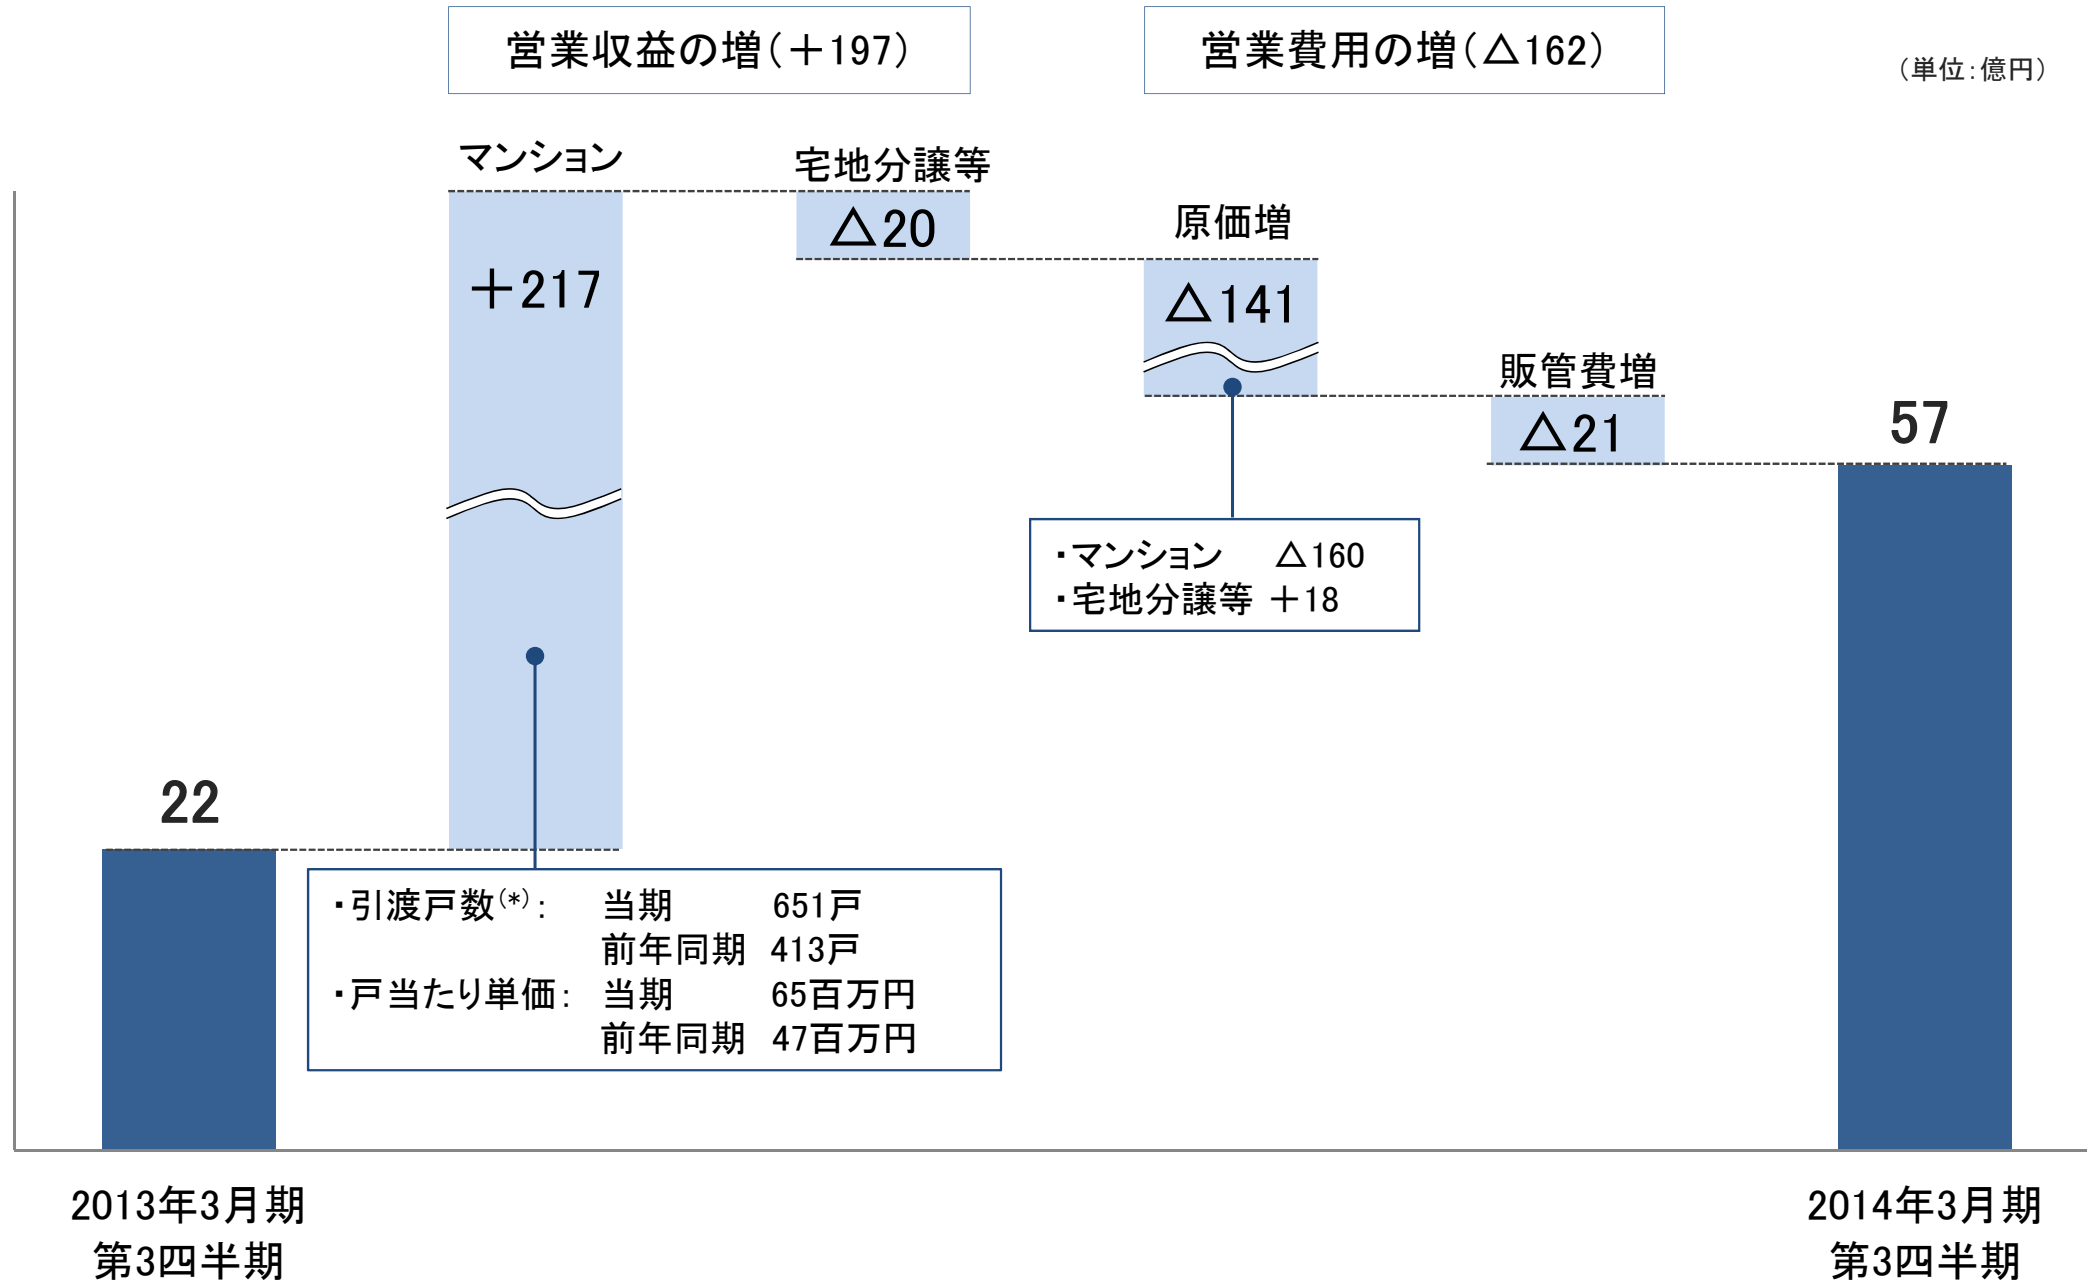 営業収益の増(＋197)
営業費用の増(△162)
(単位:億円)
マンション
宅地分譲等
＋217
△20
原価増
△141
販管費増
△21
57
・マンション △160
・宅地分譲等 ＋18
22
・引渡戸数(*): 当期 651戸
前年同期 413戸
・戸当たり単価: 当期 65百万円
前年同期 47百万円
2013年3月期
第3四半期
2014年3月期
第3四半期